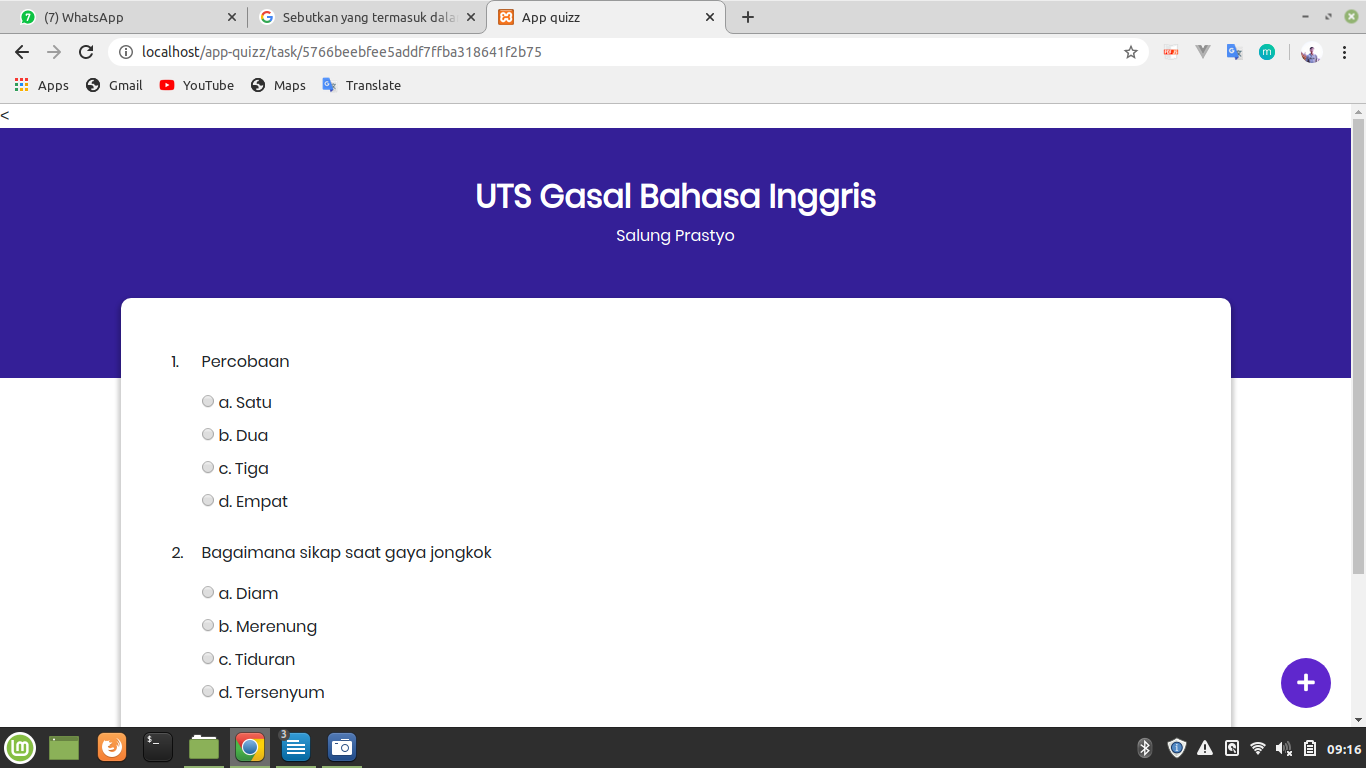 7 (7) WhatsApp
Sebutkan yang termasuk dala
App quizz
localhost/app-quizz/task/5766beebfee5addf7ffba318641f2b75
Apps
Gmail
YouTube
Maps
Translate
<
UTS Gasal Bahasa Inggris
Salung Prastyo
1. Percobaan
a. Satu
b. Dua
c. Tiga
d. Empat
2. Bagaimana sikap saat gaya jongkok
a. Diam
b. Merenung
c. Tiduran
d. Tersenyum
3
09:16